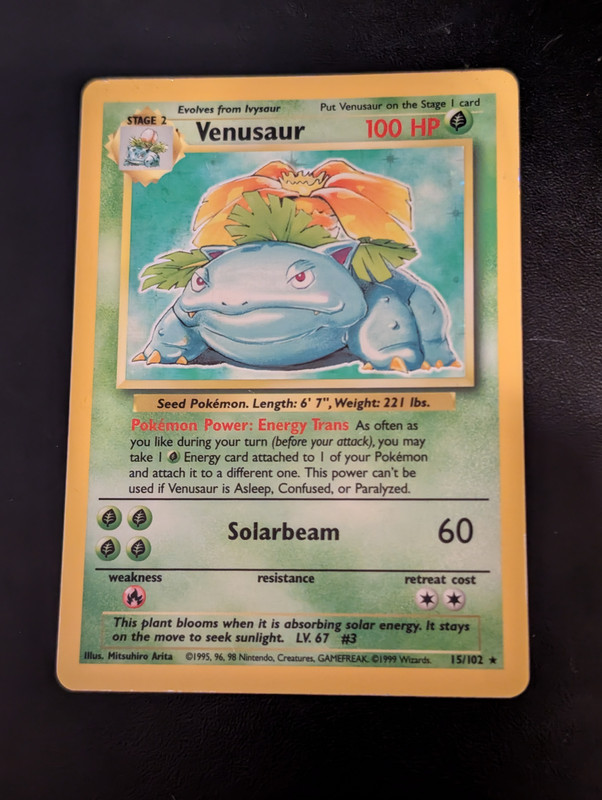 Evolves from Ivysaur Put Venusaur on the Stage 1 card
STAGE 2
Venusaur 100 HP
Seed Pokémon. Length: 6' 7", Weight: 221 lbs.
Pokémon Power: Energy Trans As often as
you like during your turn (before your attack), you may
take 1 Energy card attached to 1 of your Pokémon
and attach it to a different one. This power can't be
used if Venusaur is Asleep, Confused, or Paralyzed.
Solarbeam 60
weakness resistance retreat cost
This plant blooms when it is absorbing solar energy. It stays
on the move to seek sunlight. LV. 67 #3
Illus. Mitsuhiro Arita ©1995, 96, 98 Nintendo, Creatures, GAMEFREAK. ©1999 Wizards. 15/102 ★